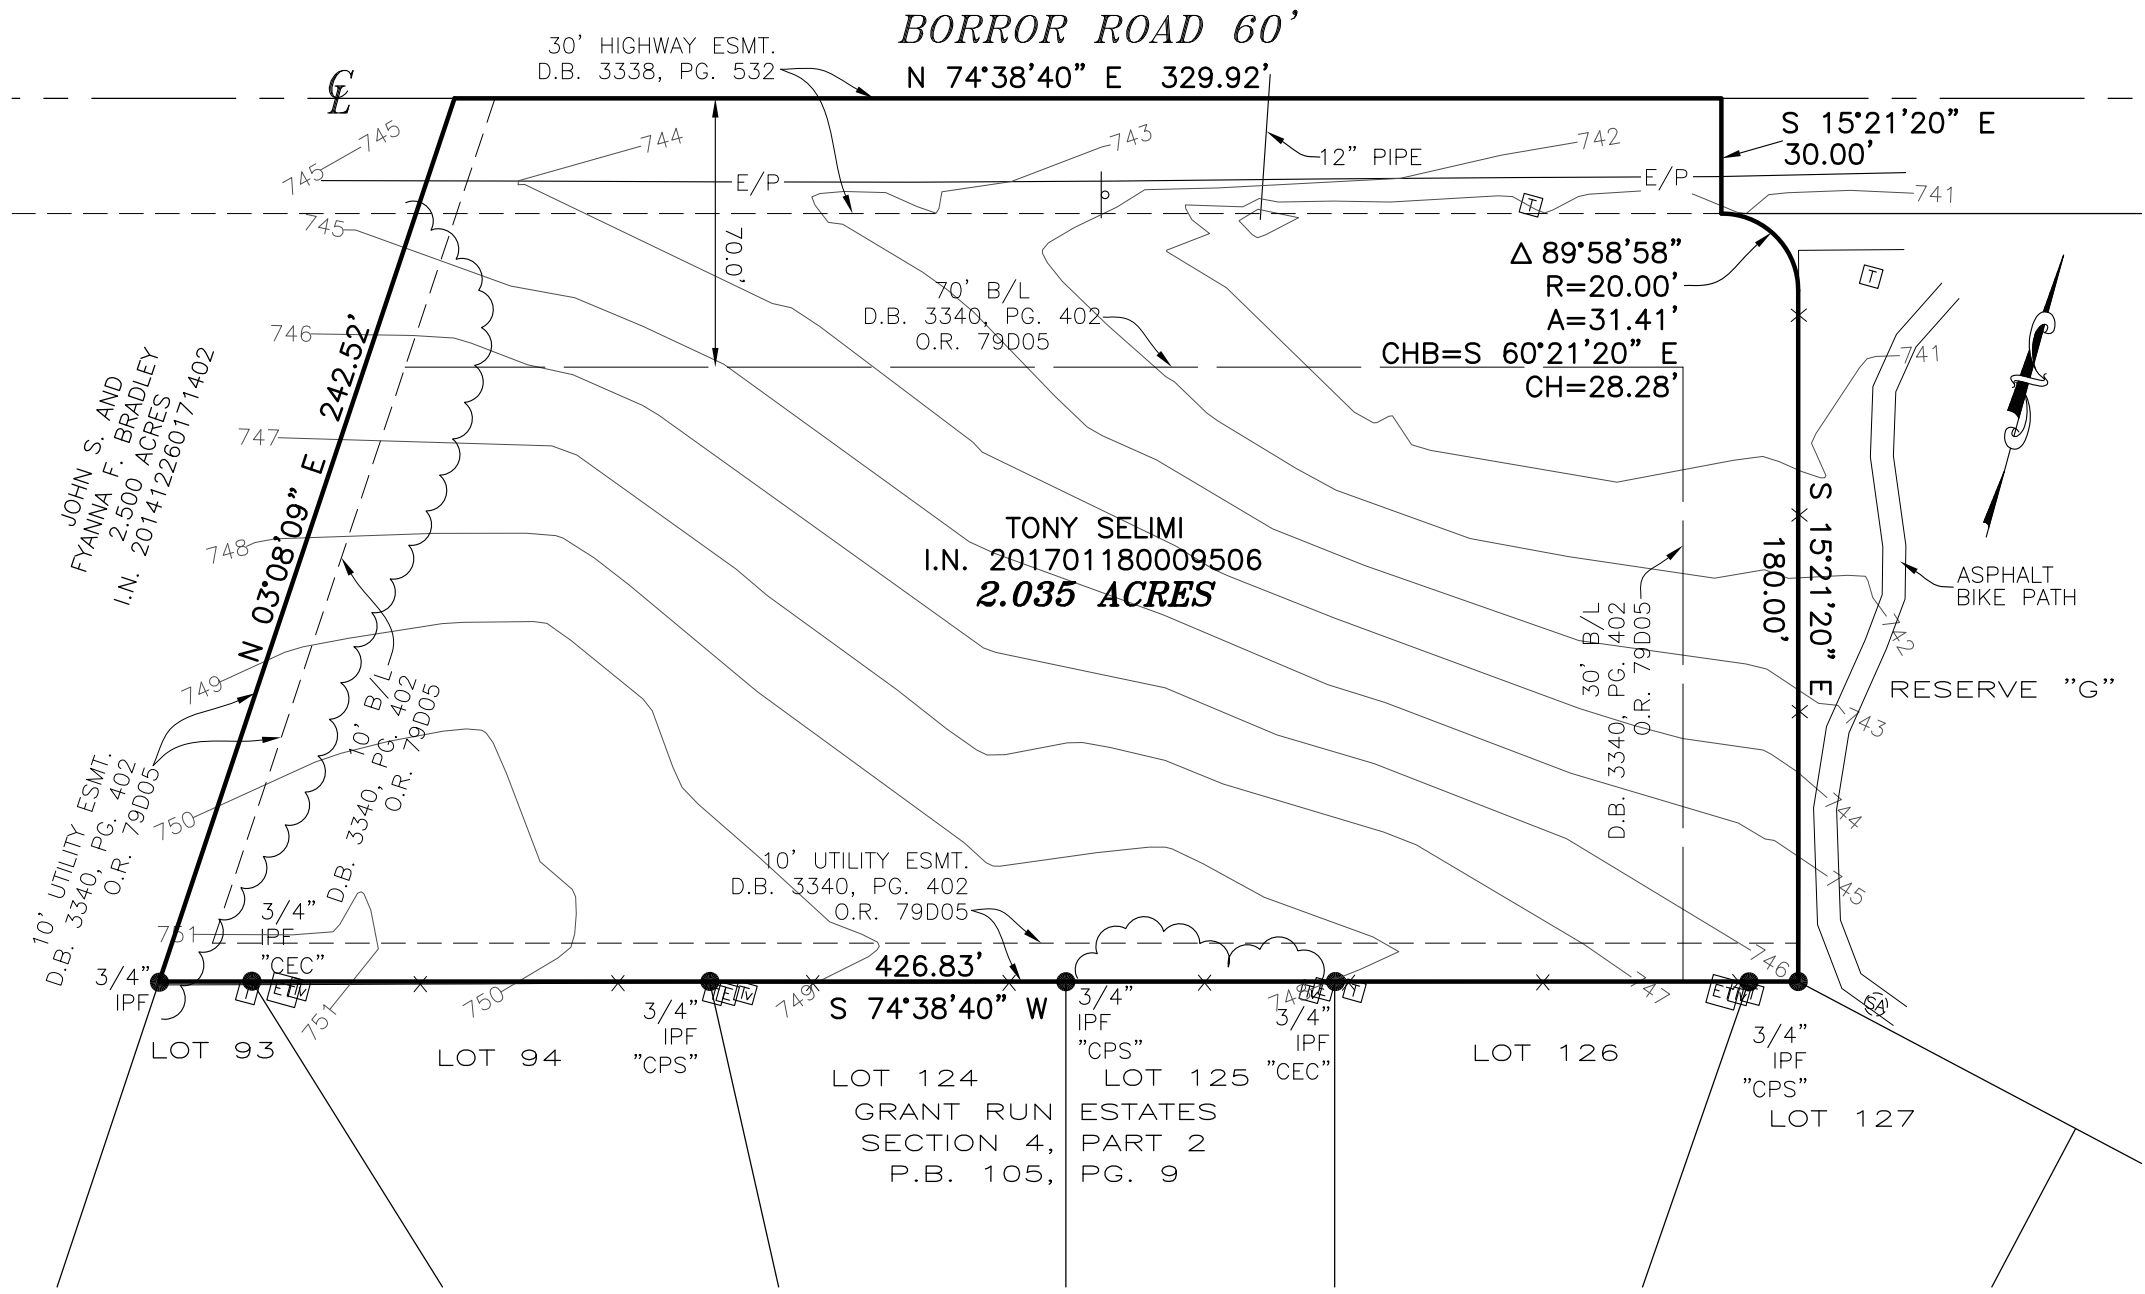 BORROR ROAD 60'
30' HIGHWAY ESMT.
D.B. 3338, PG. 532
N 74°38'40" E 329.92'
CL
S 15°21'20" E
30.00'
745
745
744
743
742
12" PIPE
E/P
E/P
741
T
745
70.0'
Δ 89°58'58"
R=20.00'
A=31.41'
CHB=S 60°21'20" E
CH=28.28'
T
70' B/L
D.B. 3340, PG. 402
O.R. 79D05
746
741
N 03°08'09" E 242.52'
JOHN S. AND
FYANNA F. BRADLEY
2.500 ACRES
I.N. 201412260171402
747
748
TONY SELIMI
I.N. 201701180009506
2.035 ACRES
S 15°21'20" E
180.00'
ASPHALT
BIKE PATH
742
30' B/L
D.B. 3340, PG. 402
O.R. 79D05
RESERVE "G"
749
743
10' B/L
D.B. 3340, PG. 402
O.R. 79D05
10' UTILITY ESMT.
D.B. 3340, PG. 402
O.R. 79D05
750
744
745
10' UTILITY ESMT.
D.B. 3340, PG. 402
O.R. 79D05
751
3/4"
IPF
"CEC"
746
3/4"
IPF
426.83'
S 74°38'40" W
T
E
TV
751
750
3/4"
IPF
"CPS"
T
E
TV
749
3/4"
IPF
"CPS"
748
3/4"
IPF
"CEC"
TV
E
T
747
E
TV
T
SA
3/4"
IPF
"CPS"
LOT 93
LOT 94
LOT 124
LOT 125
LOT 126
LOT 127
GRANT RUN ESTATES
SECTION 4, PART 2
P.B. 105, PG. 9